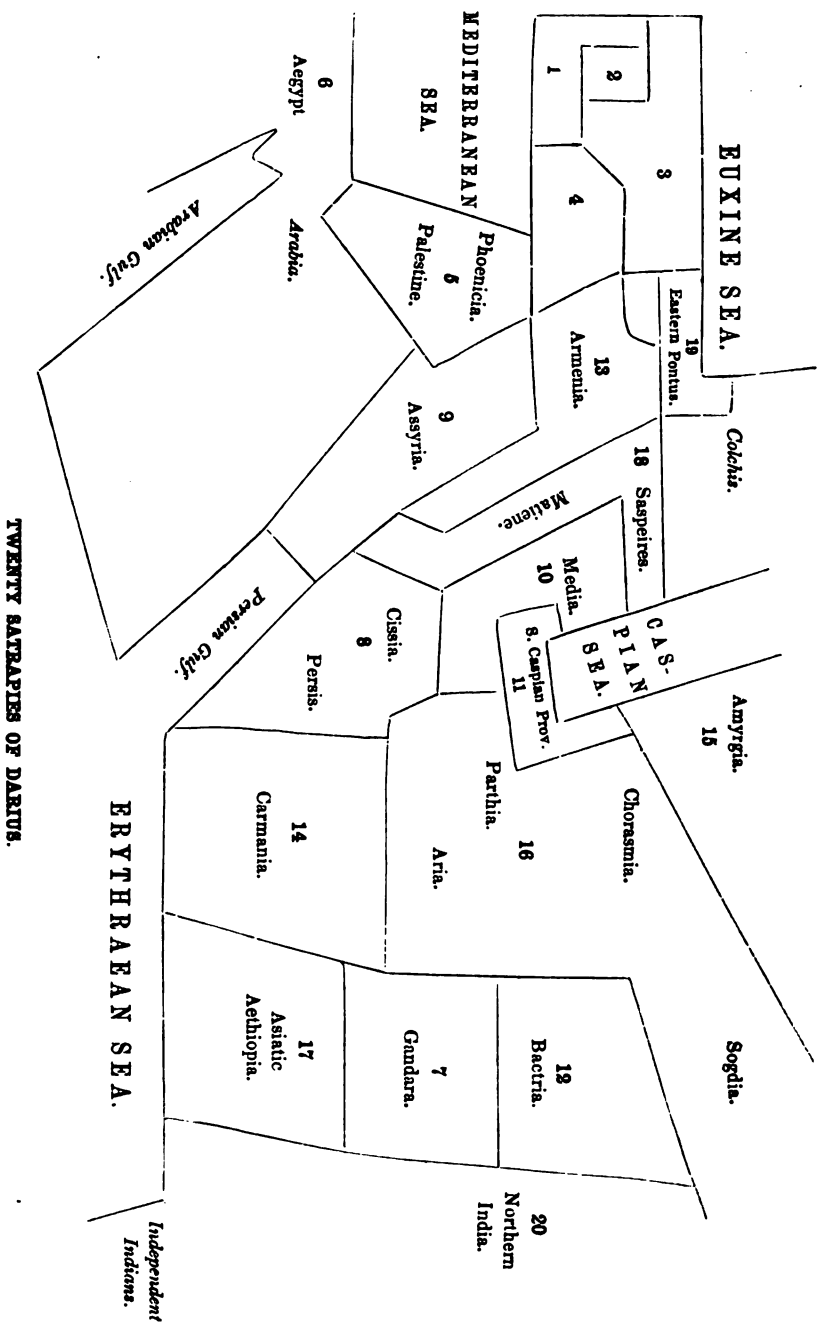 EUXINE SEA.
MEDITERRANEAN
SEA.
1
2
3
4
Phoenicia.
5
Palestine.
6
Aegypt
Arabia.
Arabian Gulf.
19
Eastern Pontus.
Colchis.
13
Armenia.
18 Saspeires.
Matiene.
9
Assyria.
Persian Gulf.
CAS-
PIAN
SEA.
Media.
10
S. Caspian Prov.
11
Cissia.
8
Persis.
Amyrgia.
15
Chorasmia.
16
Parthia.
Aria.
14
Carmania.
Sogdia.
12
Bactria.
7
Gandara.
17
Asiatic
Aethiopia.
20
Northern
India.
Independent
Indians.
ERYTHRAEAN SEA.
TWENTY SATRAPIES OF DARIUS.